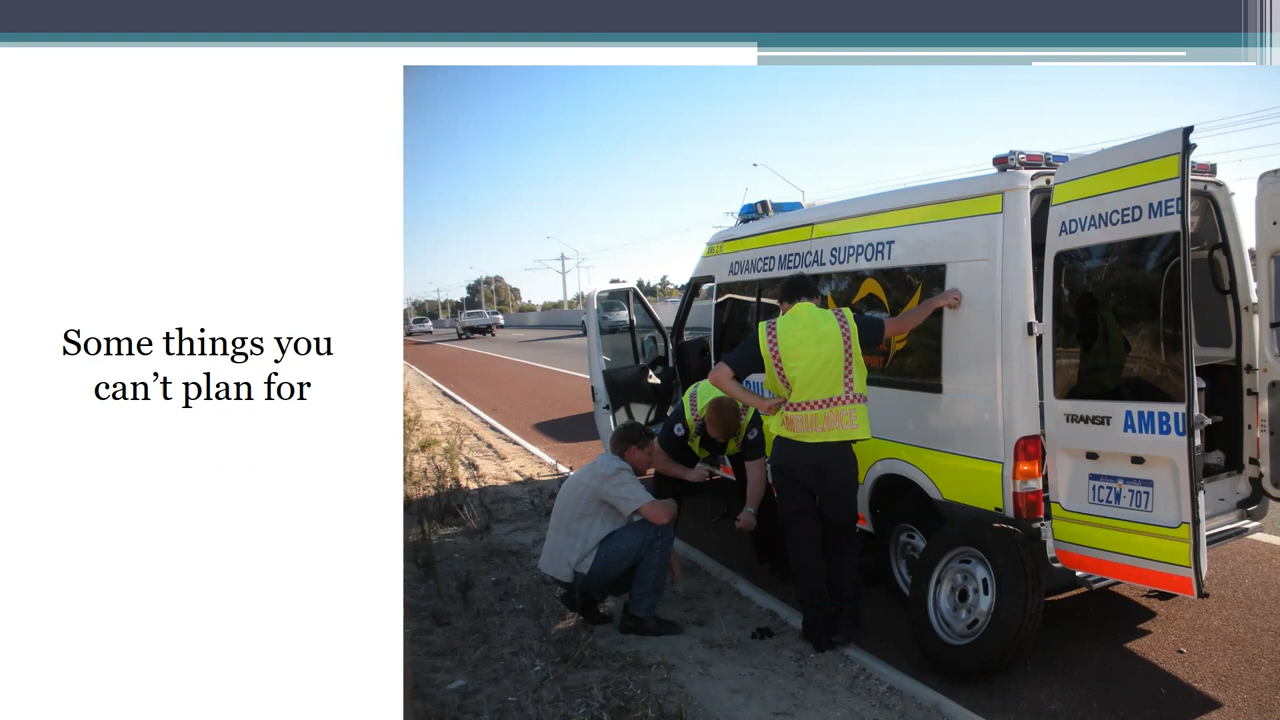 Some things you
can’t plan for
ADVANCED MEDICAL SUPPORT
ADVANCED MED
AMBULANCE
TRANSIT AMBU
1CZW·707